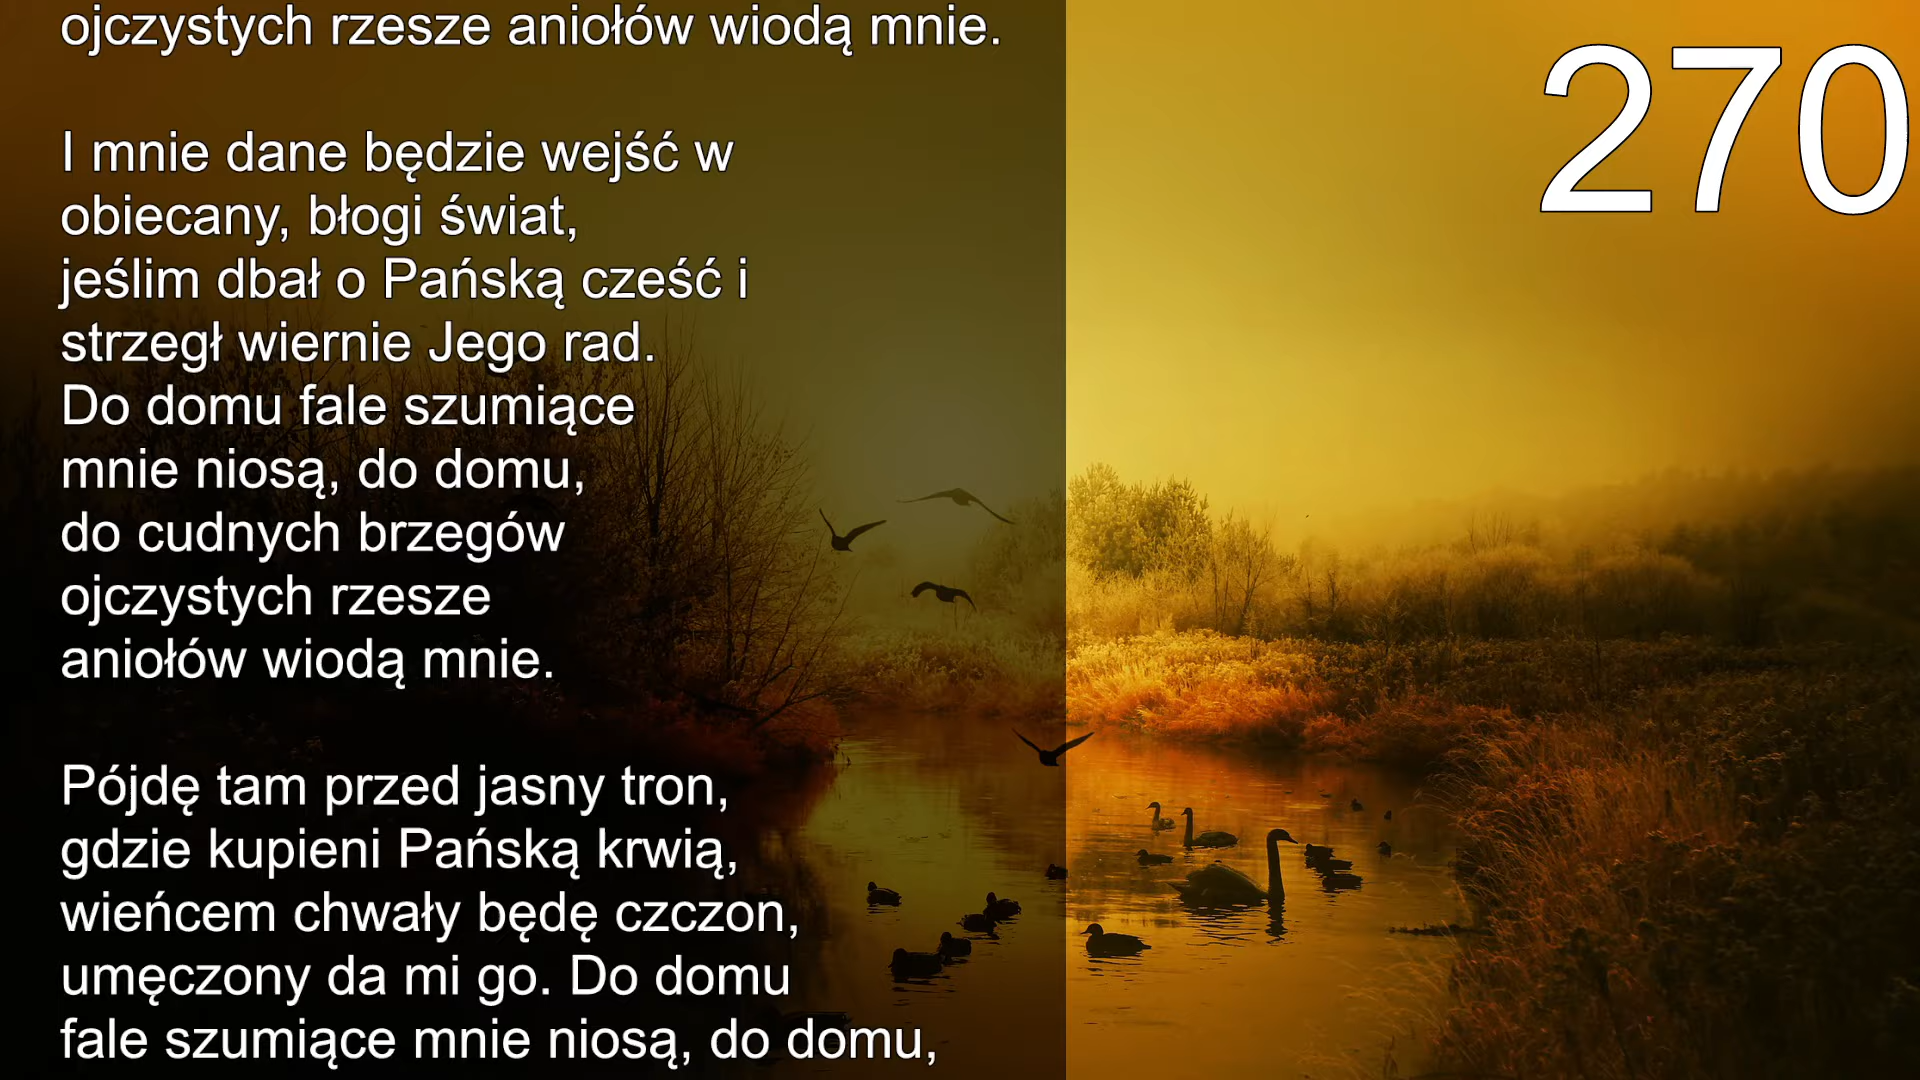 ojczystych rzesze aniołów wiodą mnie.
270
I mnie dane będzie wejść w
obiecany, błogi świat,
jeślim dbał o Pańską cześć i
strzegł wiernie Jego rad.
Do domu fale szumiące
mnie niosą, do domu,
do cudnych brzegów
ojczystych rzesze
aniołów wiodą mnie.
Pójdę tam przed jasny tron,
gdzie kupieni Pańską krwią,
wieńcem chwały będę czczon,
umęczony da mi go. Do domu
fale szumiące mnie niosą, do domu,